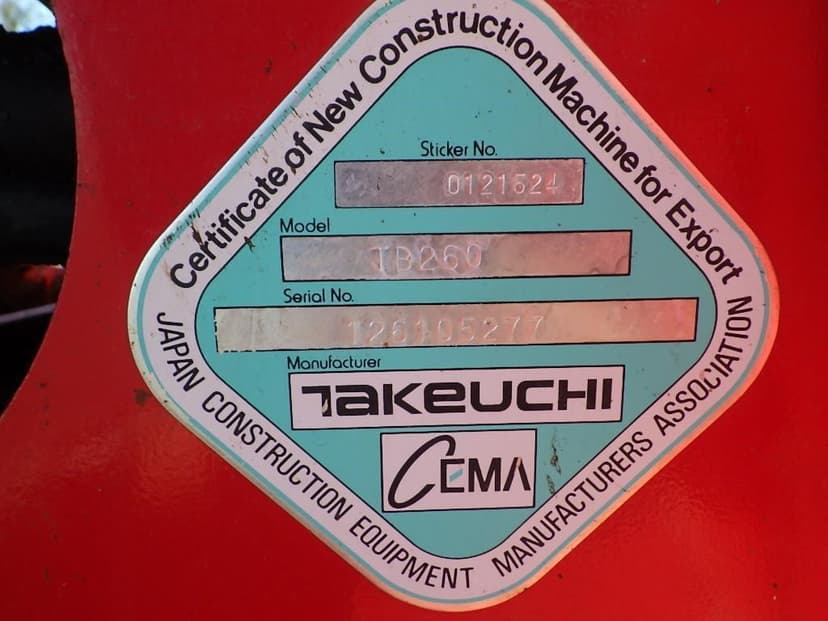 Certificate of New Construction Machine for Export
Sticker No.
0121624
Model
TB260
Serial No.
126105277
Manufacturer
TAKEUCHI
CEMA
JAPAN CONSTRUCTION EQUIPMENT MANUFACTURERS ASSOCIATION